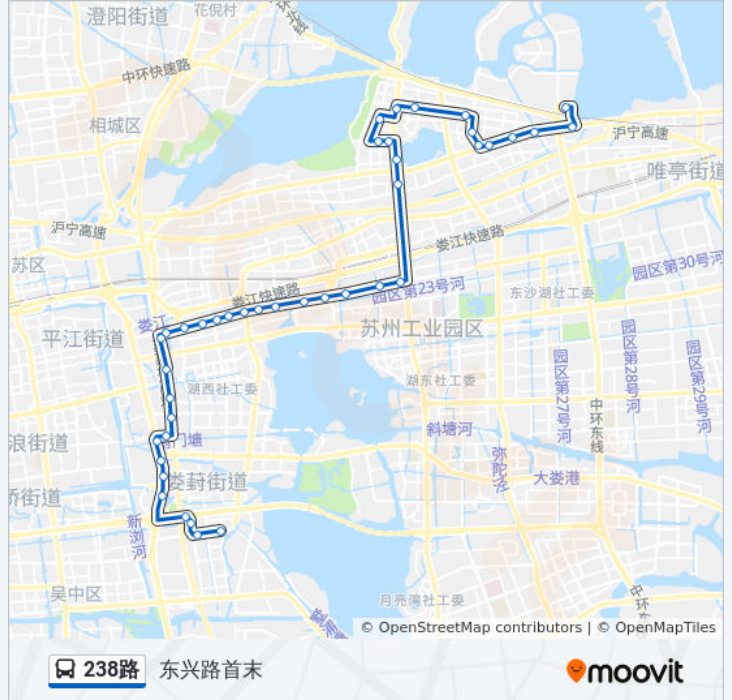 澄阳街道
花倪村
环北线
中环快速路
相城区
沪宁高速
唯亭街道
沪宁高速
娄江快速路
苏区
园区第30号河
娄江快速路
园区第23号河
东沙湖社工委
娄江
苏州工业园区
平江街道
园区第27号河
园区第28号河
园区第29号河
湖西社工委
湖东社工委
中环东线
斜塘河
浪街道
门塘
弥陀泾
大娄港
娄葑街道
桥街道
新浏河
吴中区
月亮湾社工委
中环
© OpenStreetMap contributors | © OpenMapTiles
238路
东兴路首末
moovit